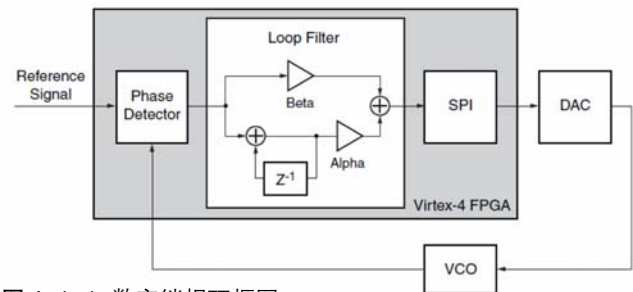 Loop Filter
Reference
Signal
Phase
Detector
Beta
Alpha
Z-1
SPI
DAC
Virtex-4 FPGA
VCO
图 数字锁相环框图